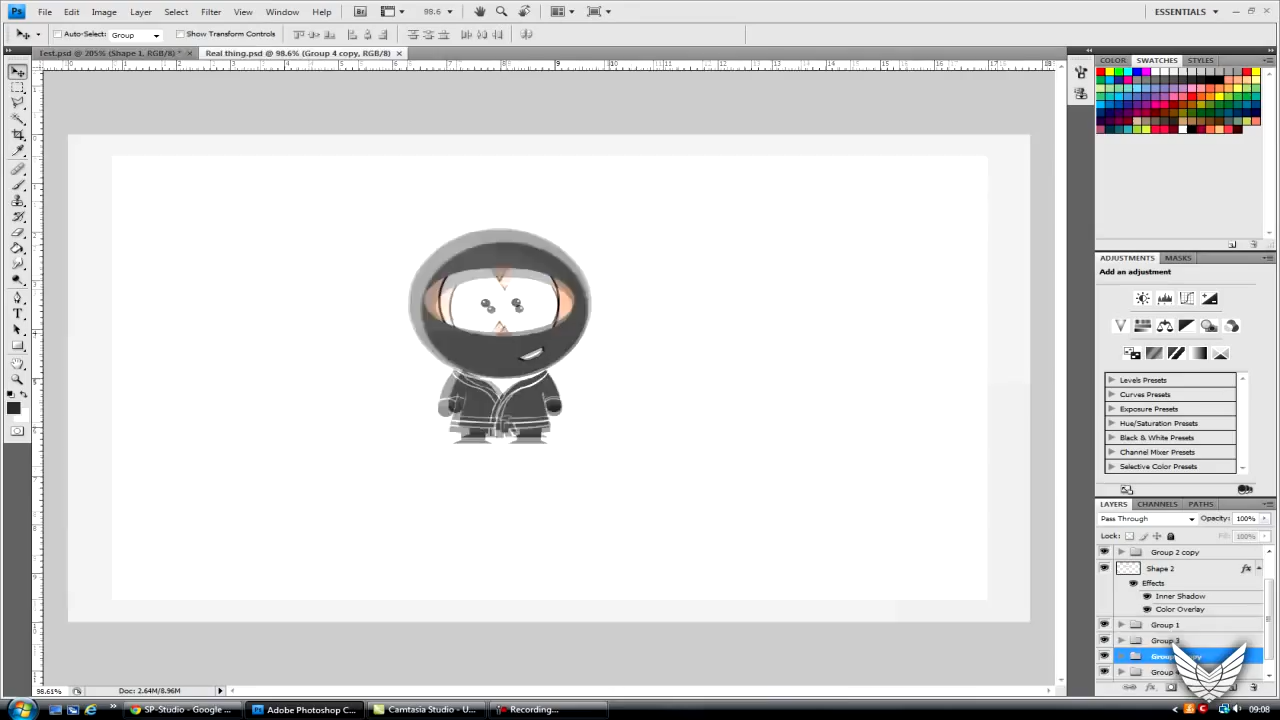 Ps File Edit Image Layer Select Filter View Window Help Br 98.6 ESSENTIALS
Auto-Select: Group Show Transform Controls
Test.psd @ 205% (Shape 1, RGB/8) * × Real thing.psd @ 98.6% (Group 4 copy, RGB/8) ×
COLOR SWATCHES STYLES
ADJUSTMENTS MASKS
Add an adjustment
Levels Presets
Curves Presets
Exposure Presets
Hue/Saturation Presets
Black & White Presets
Channel Mixer Presets
Selective Color Presets
LAYERS CHANNELS PATHS
Pass Through Opacity: 100%
Lock: Fill: 100%
Group 2 copy
Shape 2 fx
Effects
Inner Shadow
Color Overlay
Group 1
Group 3
98.61% Doc: 2.64M/8.96M
SP-Studio - Google ... Adobe Photoshop C... Camtasia Studio - U... Recording... 09:08